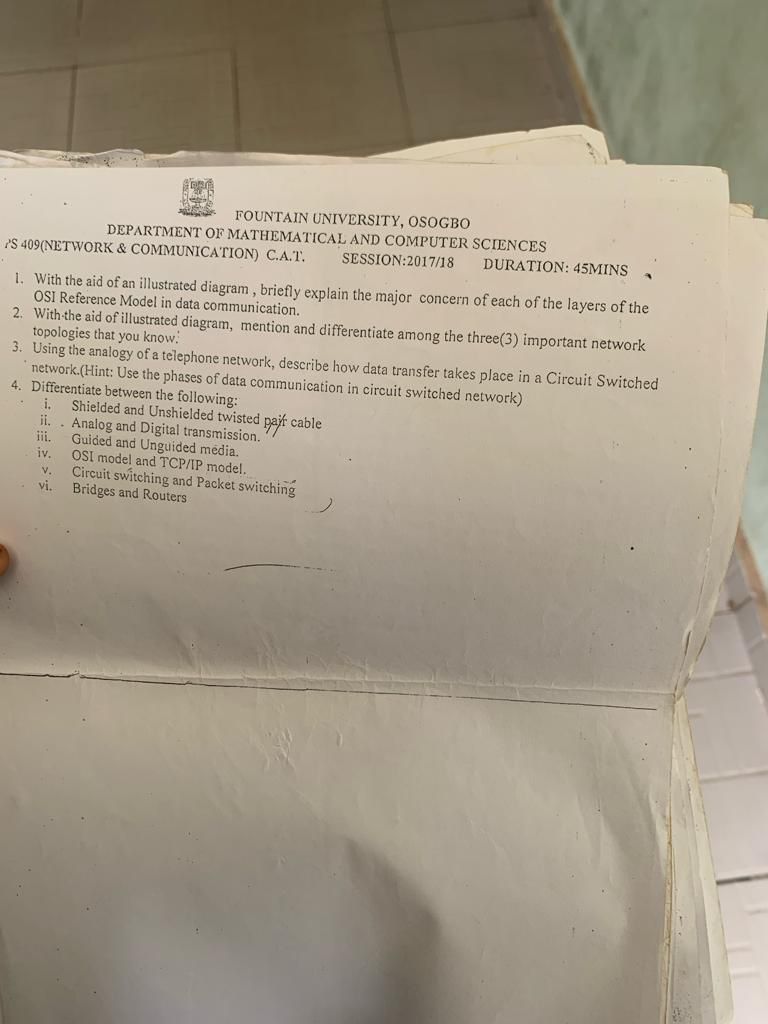 FOUNTAIN UNIVERSITY, OSOGBO
DEPARTMENT OF MATHEMATICAL AND COMPUTER SCIENCES
PS 409(NETWORK & COMMUNICATION) C.A.T. SESSION:2017/18 DURATION: 45MINS
1. With the aid of an illustrated diagram , briefly explain the major concern of each of the layers of the
OSI Reference Model in data communication.
2. With the aid of illustrated diagram, mention and differentiate among the three(3) important network
topologies that you know.
3. Using the analogy of a telephone network, describe how data transfer takes place in a Circuit Switched
network.(Hint: Use the phases of data communication in circuit switched network)
4. Differentiate between the following:
i. Shielded and Unshielded twisted pair cable
ii. Analog and Digital transmission.
iii. Guided and Unguided media.
iv. OSI model and TCP/IP model.
v. Circuit switching and Packet switching
vi. Bridges and Routers